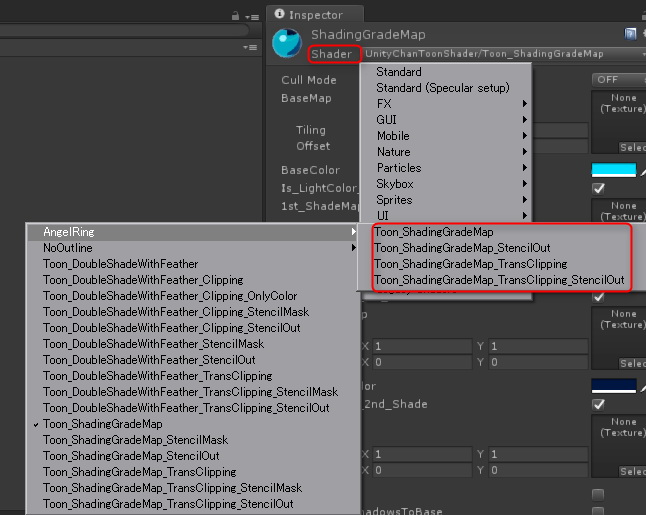 Inspector
ShadingGradeMap
Shader UnityChanToonShader/Toon_ShadingGradeMap
Cull Mode OFF
BaseMap None
(Texture)
Tiling
Offset Selec
BaseColor
Is_LightColor_
1st_ShadeMap None
(Texture)
Standard
Standard (Specular setup)
FX
GUI
Mobile
Nature
Particles
Skybox
Sprites
UI
Toon_ShadingGradeMap
Toon_ShadingGradeMap_StencilOut
Toon_ShadingGradeMap_TransClipping
Toon_ShadingGradeMap_TransClipping_StencilOut
AngelRing
NoOutline
Toon_DoubleShadeWithFeather
Toon_DoubleShadeWithFeather_Clipping
Toon_DoubleShadeWithFeather_Clipping_OnlyColor
Toon_DoubleShadeWithFeather_Clipping_StencilMask
Toon_DoubleShadeWithFeather_Clipping_StencilOut
Toon_DoubleShadeWithFeather_StencilMask
Toon_DoubleShadeWithFeather_StencilOut
Toon_DoubleShadeWithFeather_TransClipping
Toon_DoubleShadeWithFeather_TransClipping_StencilMask
Toon_DoubleShadeWithFeather_TransClipping_StencilOut
Toon_ShadingGradeMap
Toon_ShadingGradeMap_StencilMask
Toon_ShadingGradeMap_StencilOut
Toon_ShadingGradeMap_TransClipping
Toon_ShadingGradeMap_TransClipping_StencilMask
Toon_ShadingGradeMap_TransClipping_StencilOut
p None
(Texture)
X 1 Y 1
X 0 Y 0 Selec
lor
_2nd_Shade
None
(Texture)
X 1 Y 1
X 0 Y 0 Selec
adowsToBase